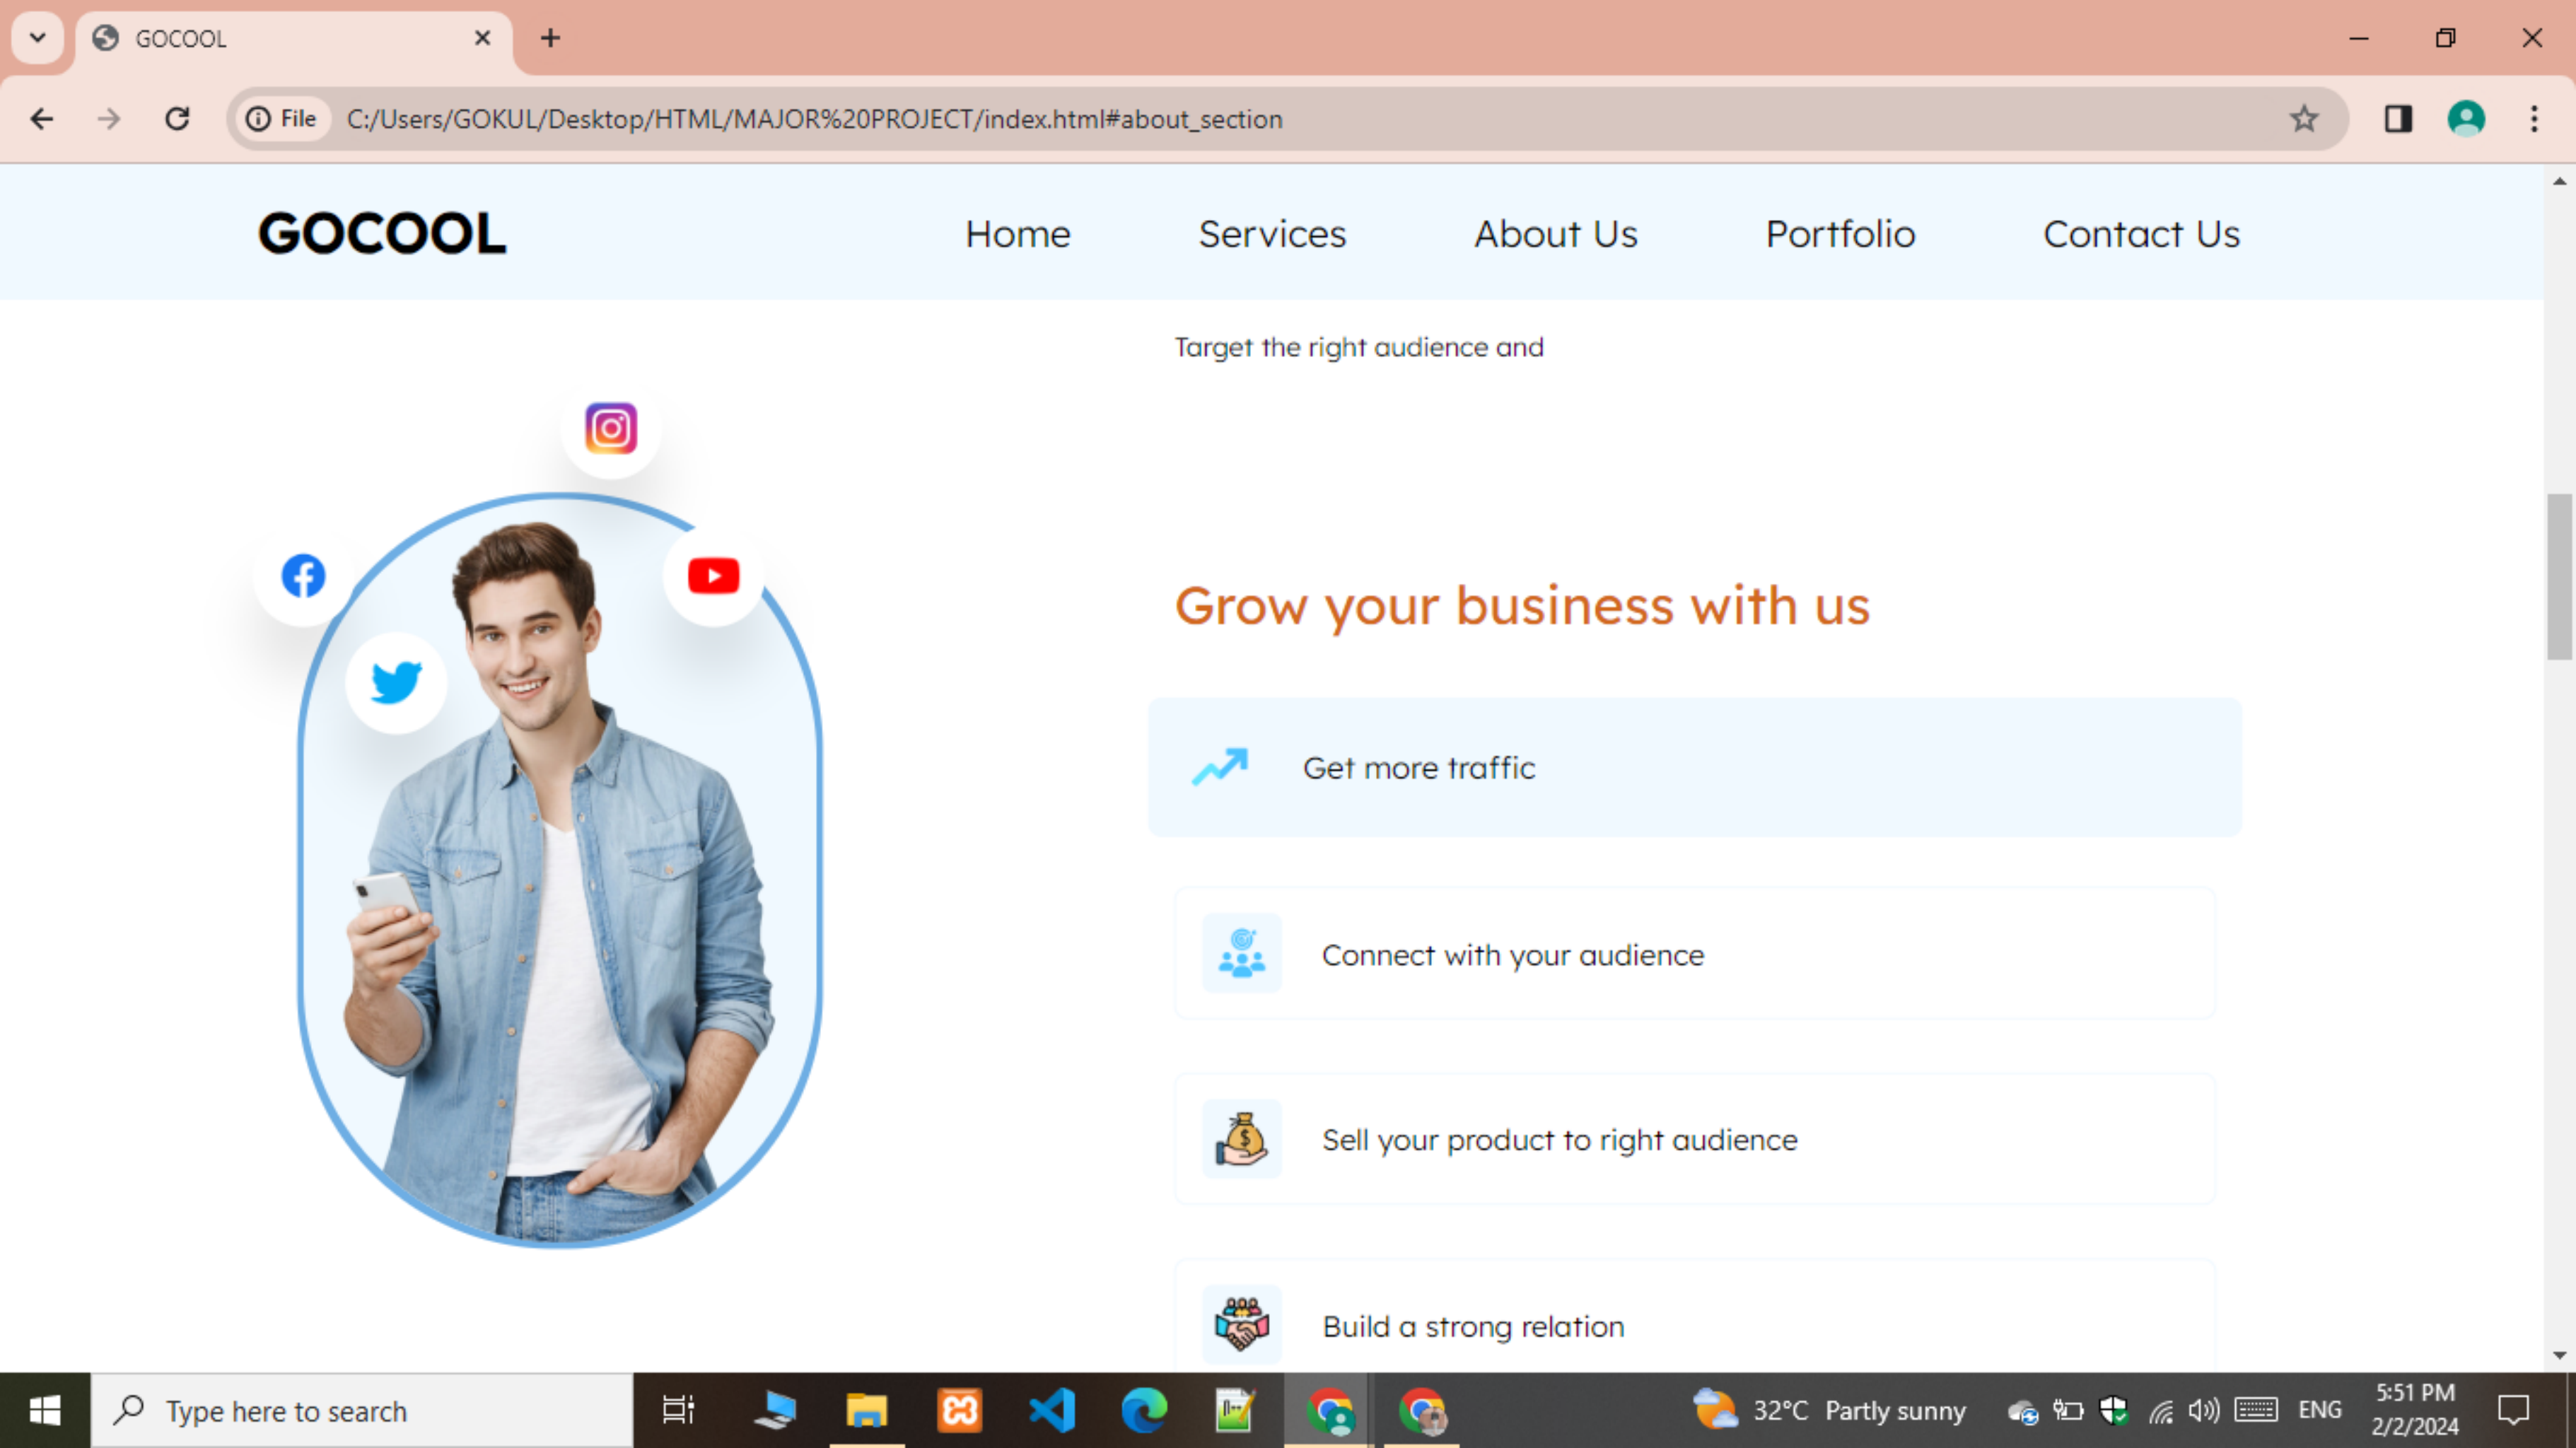 GOCOOL
File C:/Users/GOKUL/Desktop/HTML/MAJOR%20PROJECT/index.html#about_section
GOCOOL Home Services About Us Portfolio Contact Us
Target the right audience and
Grow your business with us
Get more traffic
Connect with your audience
Sell your product to right audience
Build a strong relation
Type here to search 32°C Partly sunny ENG 5:51 PM
2/2/2024